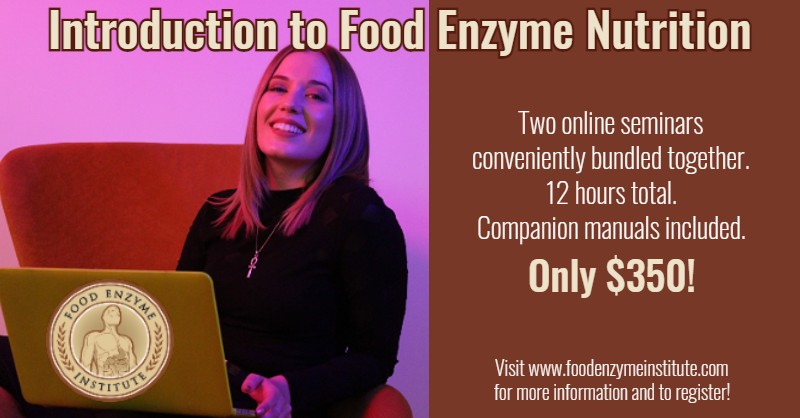 Introduction to Food Enzyme Nutrition
Two online seminars
conveniently bundled together.
12 hours total.
Companion manuals included.
Only $350!
Visit www.foodenzymeinstitute.com
for more information and to register!
FOOD ENZYME
INSTITUTE